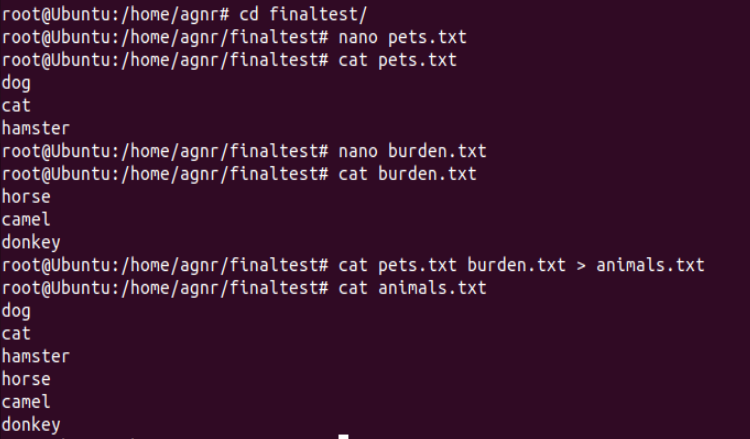 root@Ubuntu:/home/agnr# cd finaltest/
root@Ubuntu:/home/agnr/finaltest# nano pets.txt
root@Ubuntu:/home/agnr/finaltest# cat pets.txt
dog
cat
hamster
root@Ubuntu:/home/agnr/finaltest# nano burden.txt
root@Ubuntu:/home/agnr/finaltest# cat burden.txt
horse
camel
donkey
root@Ubuntu:/home/agnr/finaltest# cat pets.txt burden.txt > animals.txt
root@Ubuntu:/home/agnr/finaltest# cat animals.txt
dog
cat
hamster
horse
camel
donkey